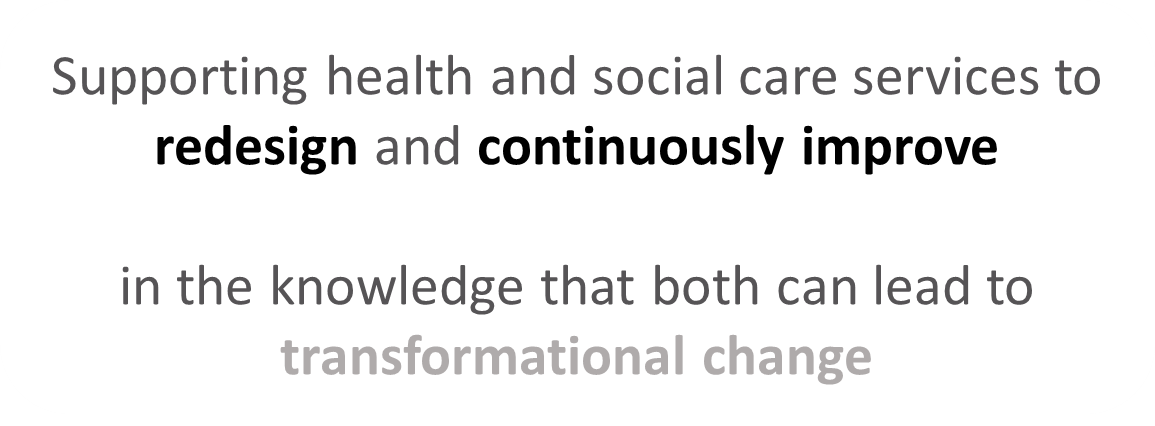 Supporting health and social care services to
redesign and continuously improve
in the knowledge that both can lead to
transformational change